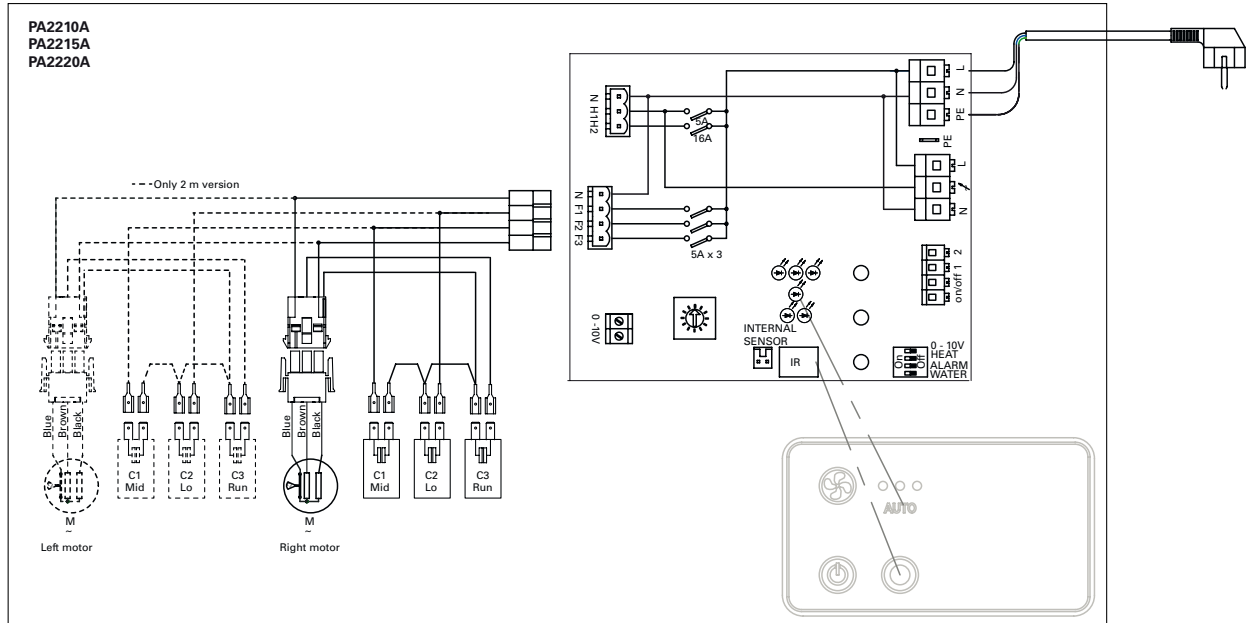 PA2210A
PA2215A
PA2220A
Only 2 m version
L
N
PE
PE
L
N
N H1 H2
5A
16A
N F1 F2 F3
5A x 3
on/off 1 2
0 -10V
INTERNAL
SENSOR
IR
On
Off
0 - 10V
HEAT
ALARM
WATER
AUTO
Blue
Brown
Black
C1
Mid
C2
Lo
C3
Run
Blue
Brown
Black
C1
Mid
C2
Lo
C3
Run
M
~
Left motor
M
~
Right motor